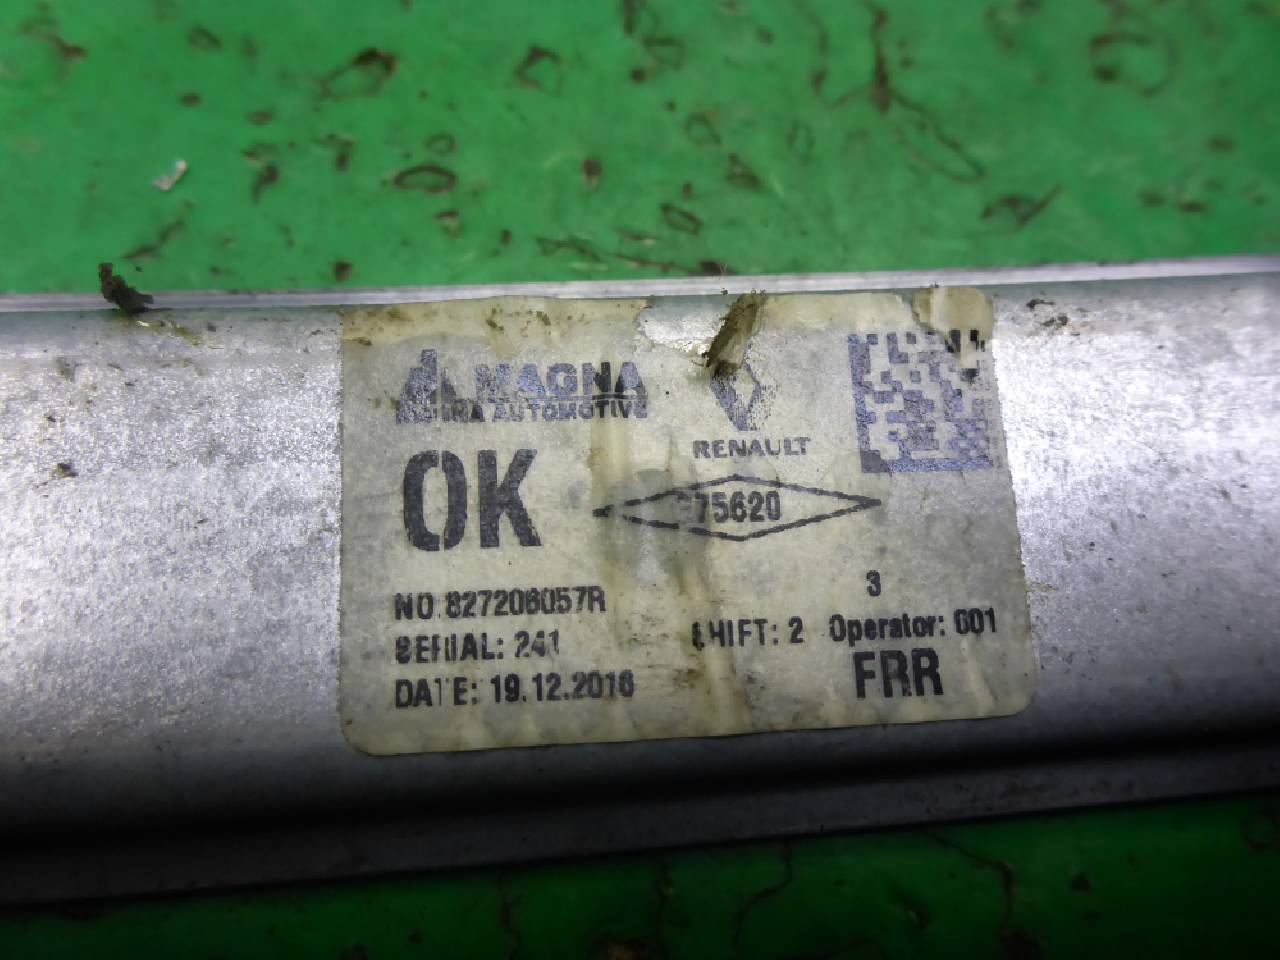 MAGNA
AUTOMOTIVE
RENAULT
OK
75620
NO.827206057R
3
SERIAL: 241
SHIFT: 2 Operator: 001
DATE: 19.12.2016
FRR